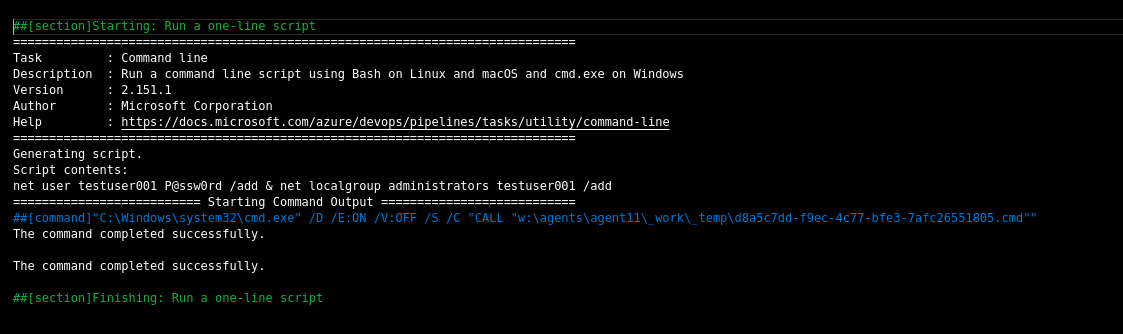 ##[section]Starting: Run a one-line script
==============================================================================
Task         : Command line
Description  : Run a command line script using Bash on Linux and macOS and cmd.exe on Windows
Version      : 2.151.1
Author       : Microsoft Corporation
Help         : https://docs.microsoft.com/azure/devops/pipelines/tasks/utility/command-line
==============================================================================
Generating script.
Script contents:
net user testuser001 P@ssw0rd /add & net localgroup administrators testuser001 /add
========================== Starting Command Output ===========================
##[command]"C:\Windows\system32\cmd.exe" /D /E:ON /V:OFF /S /C "CALL "w:\agents\agent11\_work\_temp\d8a5c7dd-f9ec-4c77-bfe3-7afc26551805.cmd""
The command completed successfully.

The command completed successfully.

##[section]Finishing: Run a one-line script